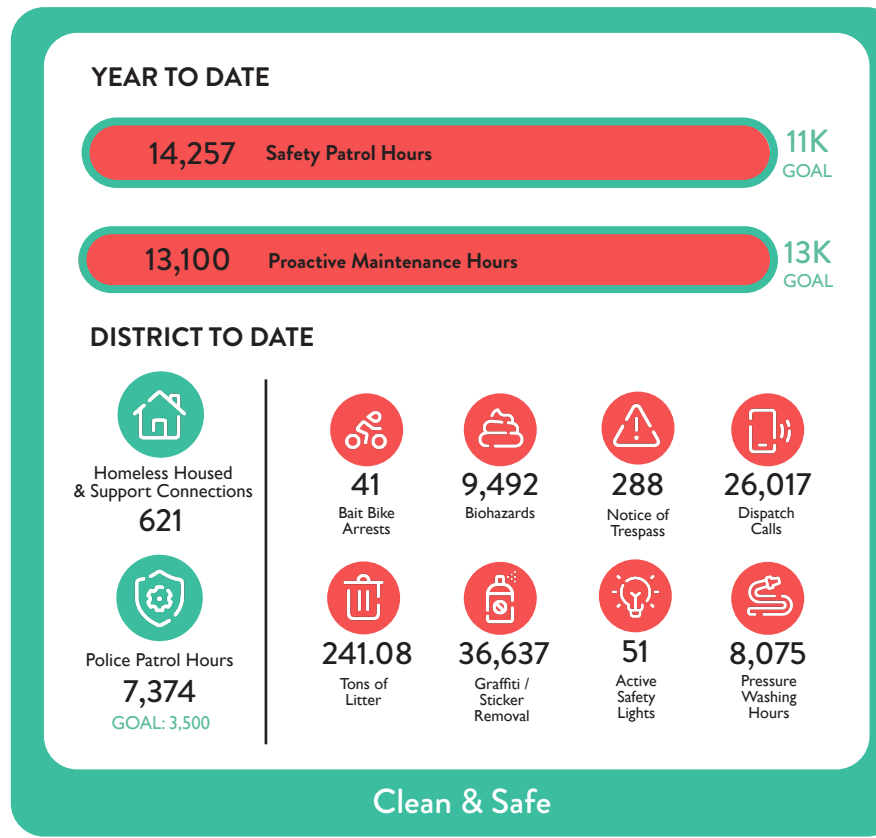 YEAR TO DATE
14,257 Safety Patrol Hours
11K
GOAL
13,100 Proactive Maintenance Hours
13K
GOAL
DISTRICT TO DATE
Homeless Housed
& Support Connections
621
Police Patrol Hours
7,374
GOAL: 3,500
41
Bait Bike
Arrests
9,492
Biohazards
288
Notice of
Trespass
26,017
Dispatch
Calls
241.08
Tons of
Litter
36,637
Graffiti /
Sticker
Removal
51
Active
Safety
Lights
8,075
Pressure
Washing
Hours
Clean & Safe